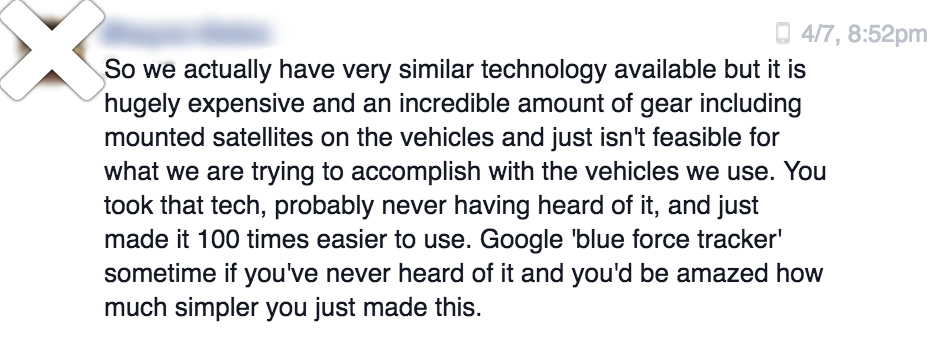 4/7, 8:52pm
So we actually have very similar technology available but it is
hugely expensive and an incredible amount of gear including
mounted satellites on the vehicles and just isn't feasible for
what we are trying to accomplish with the vehicles we use. You
took that tech, probably never having heard of it, and just
made it 100 times easier to use. Google 'blue force tracker'
sometime if you've never heard of it and you'd be amazed how
much simpler you just made this.